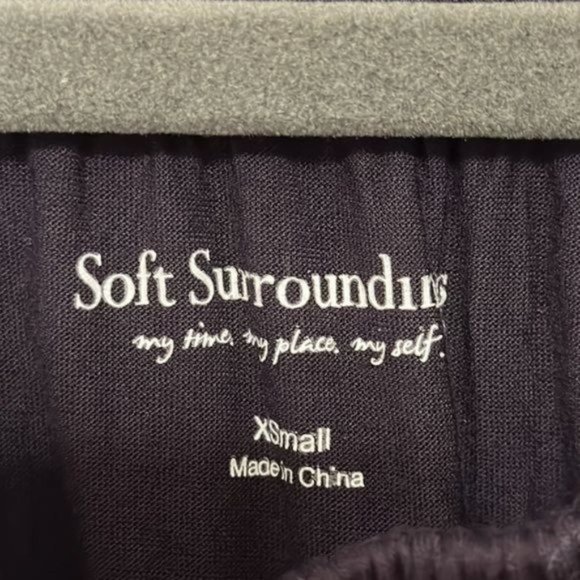 Soft Surroundings
my time. my place. my self.
XSmall
Made in China